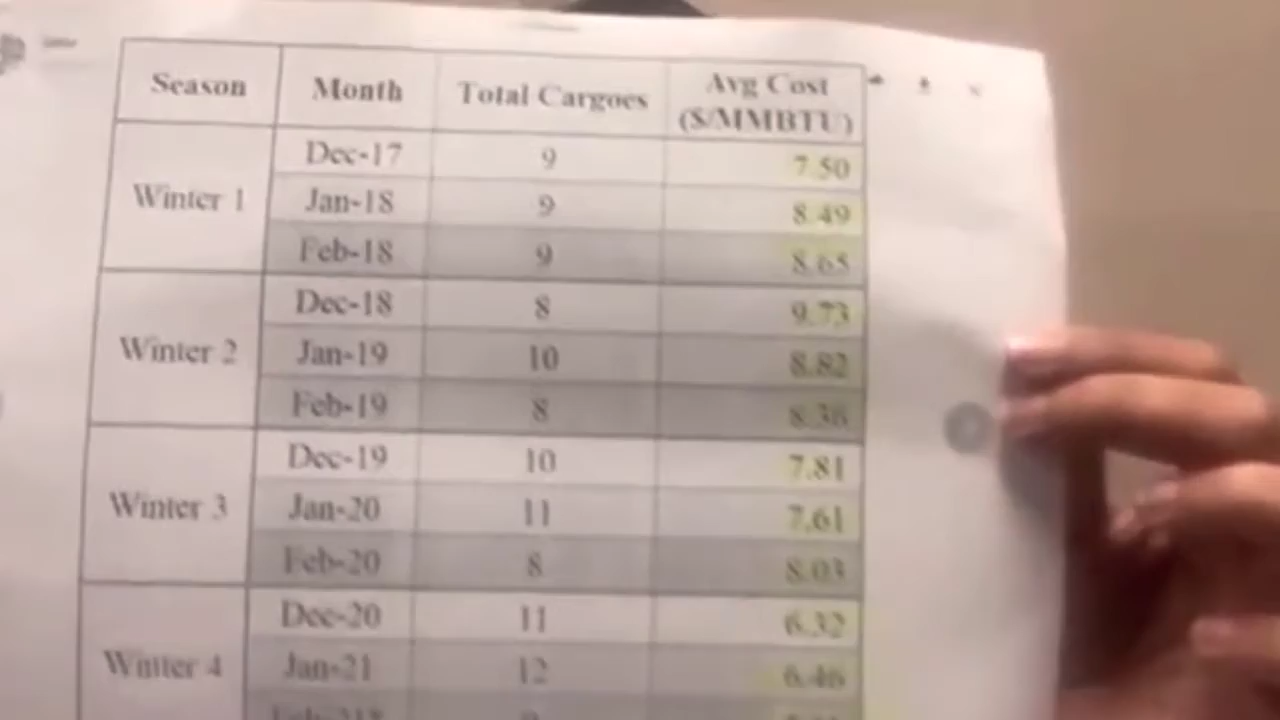 Season Month Total Cargoes Avg Cost
($/MMBTU)
Winter 1
Dec-17 9 7.50
Jan-18 9 8.49
Feb-18 9 8.65
Winter 2
Dec-18 8 9.73
Jan-19 10 8.82
Feb-19 8 8.36
Winter 3
Dec-19 10 7.81
Jan-20 11 7.61
Feb-20 8 8.03
Winter 4
Dec-20 11 6.32
Jan-21 12 6.46